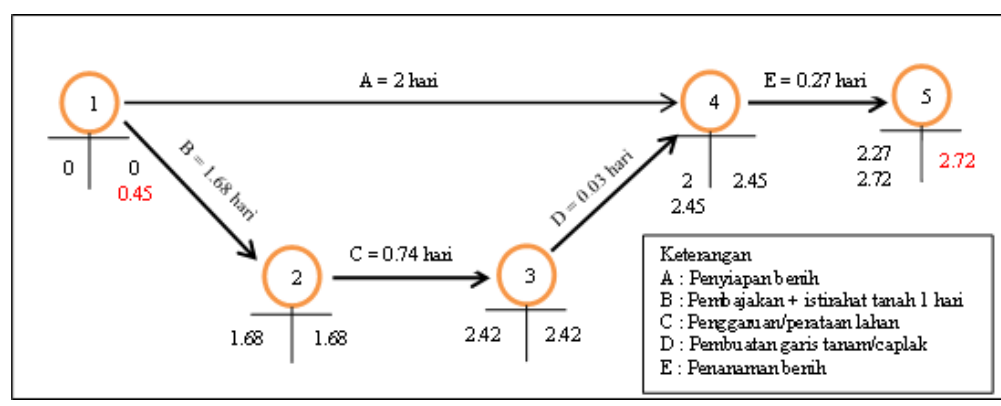 A = 2 hari
E = 0.27 hari
1
4
5
0
0
0.45
B = 1.68 hari
D = 0.03 hari
2
2.45
2.45
2.27
2.72
2.72
2
C = 0.74 hari
3
1.68
1.68
2.42
2.42
Keterangan
A : Penyiapan benih
B : Pembajakan + istirahat tanah 1 hari
C : Penggaruan/perataan lahan
D : Pembuatan garis tanam/caplak
E : Penanaman benih